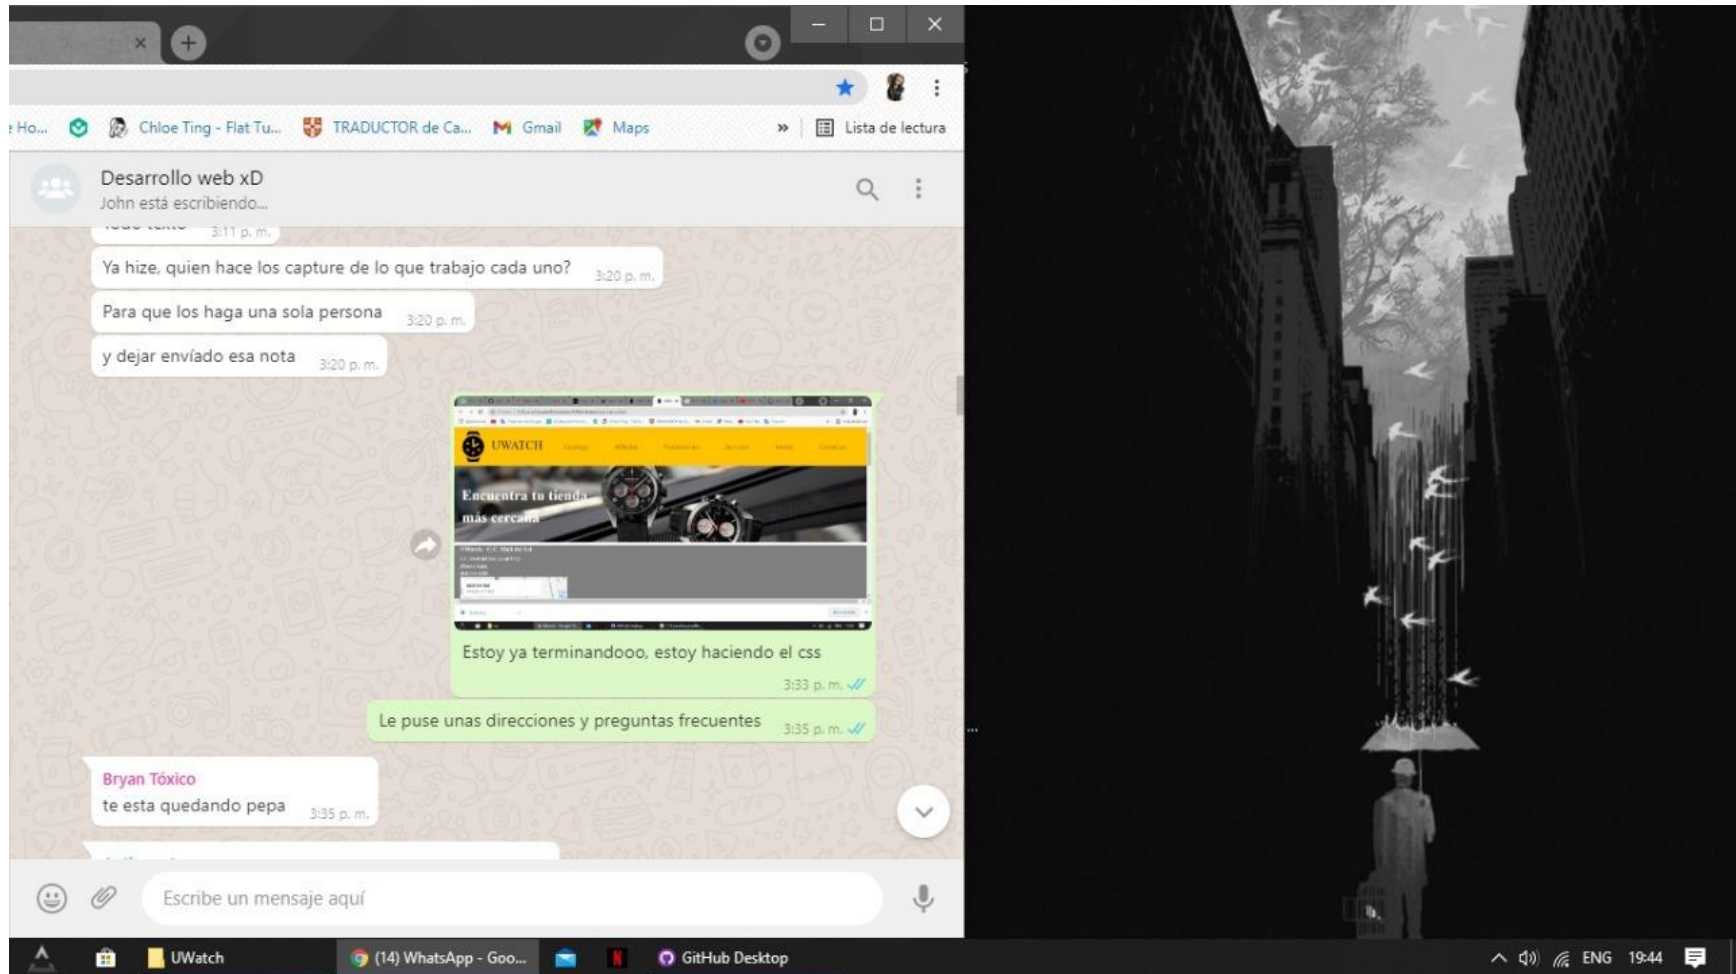 e Ho...
Chloe Ting - Flat Tu...
TRADUCTOR de Ca...
Gmail
Maps
»
Lista de lectura
Desarrollo web xD
John está escribiendo...
3:11 p. m.
Ya hize, quien hace los capture de lo que trabajo cada uno? 3:20 p. m.
Para que los haga una sola persona 3:20 p. m.
y dejar envíado esa nota 3:20 p. m.
UWATCH
Encuentra tu tienda
más cercana
Estoy ya terminandooo, estoy haciendo el css
3:33 p. m.
Le puse unas direcciones y preguntas frecuentes 3:35 p. m.
Bryan Tóxico
te esta quedando pepa 3:35 p. m.
Escribe un mensaje aquí
UWatch
(14) WhatsApp - Goo...
N
GitHub Desktop
ENG
19:44